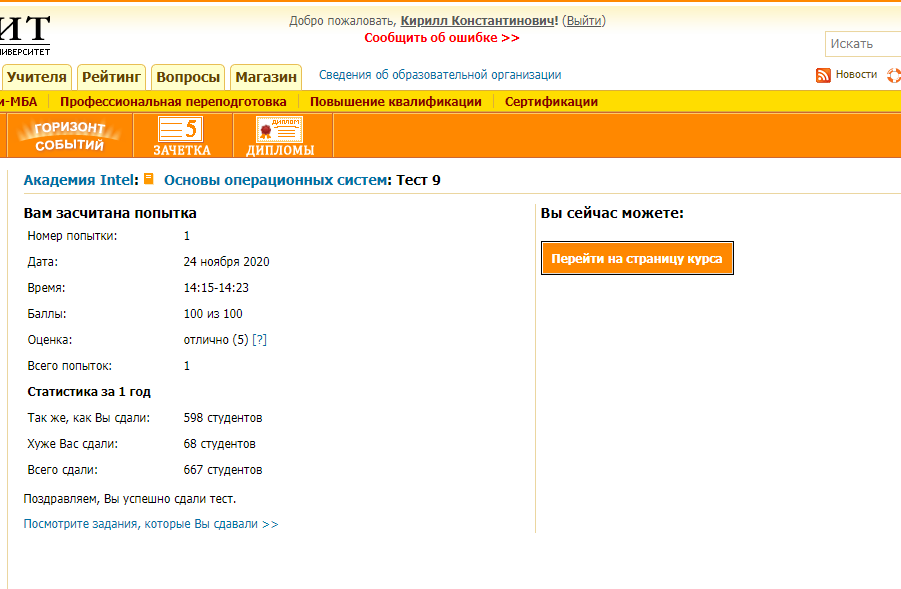 ИТ
Добро пожаловать, Кирилл Константинович! (Выйти)
Сообщить об ошибке >>
Искать
Учителя Рейтинг Вопросы Магазин Сведения об образовательной организации Новости
и-МБА Профессиональная переподготовка Повышение квалификации Сертификации
ГОРИЗОНТ СОБЫТИЙ
5 ЗАЧЕТКА
ДИПЛОМ ДИПЛОМЫ
Академия Intel: Основы операционных систем: Тест 9
Вам засчитана попытка
Номер попытки: 1
Дата: 24 ноября 2020
Время: 14:15-14:23
Баллы: 100 из 100
Оценка: отлично (5) [?]
Всего попыток: 1
Статистика за 1 год
Так же, как Вы сдали: 598 студентов
Хуже Вас сдали: 68 студентов
Всего сдали: 667 студентов
Поздравляем, Вы успешно сдали тест.
Посмотрите задания, которые Вы сдавали >>
Вы сейчас можете:
Перейти на страницу курса